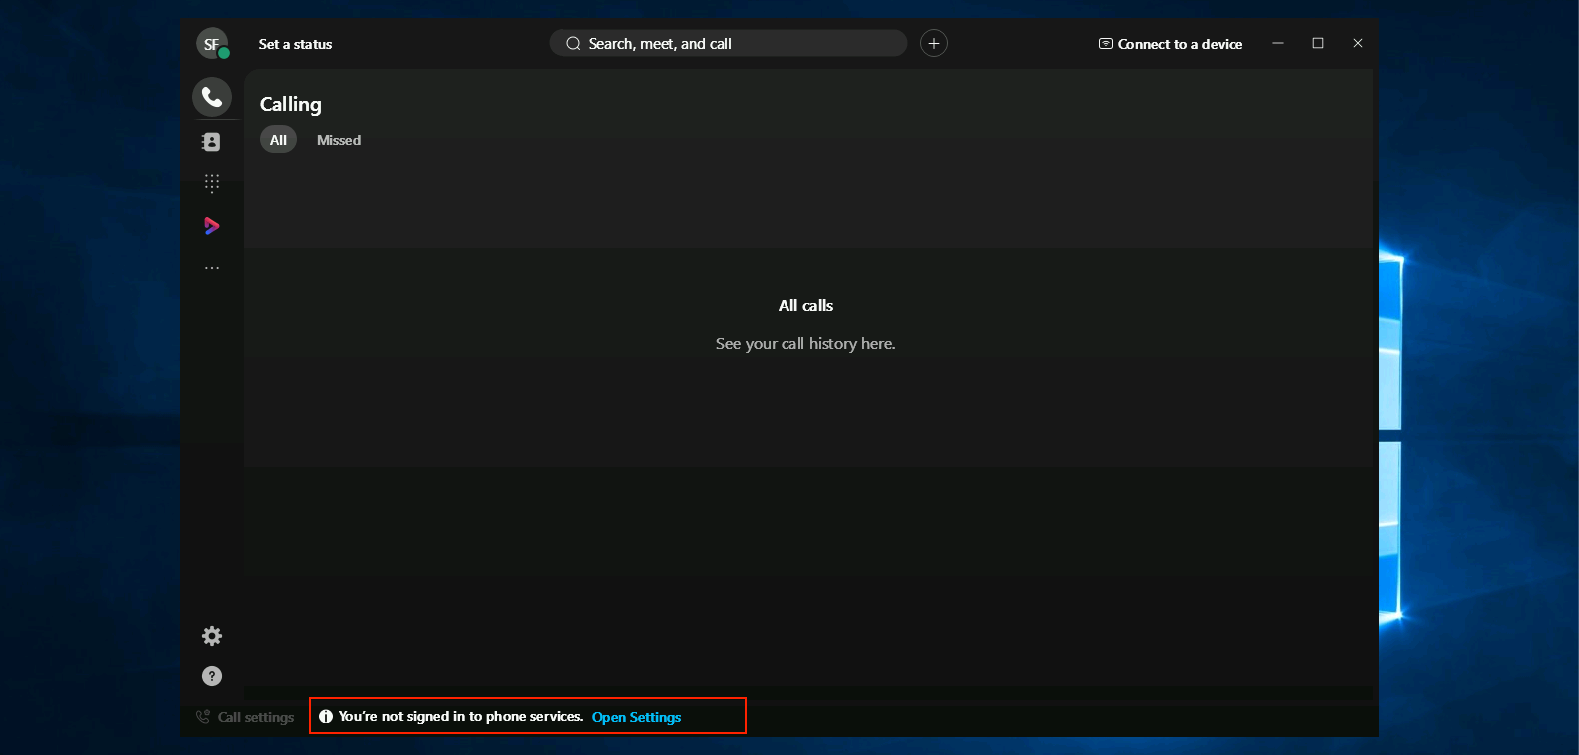 SF Set a status Search, meet, and call Connect to a device
Calling
All Missed
All calls
See your call history here.
Call settings You’re not signed in to phone services. Open Settings